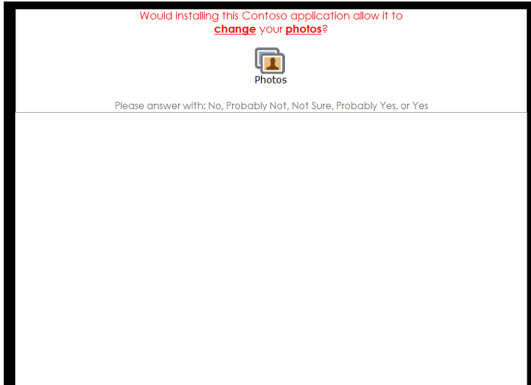 Would installing this Contoso application allow it to
change your photos?
Photos
Please answer with: No, Probably Not, Not Sure, Probably Yes, or Yes